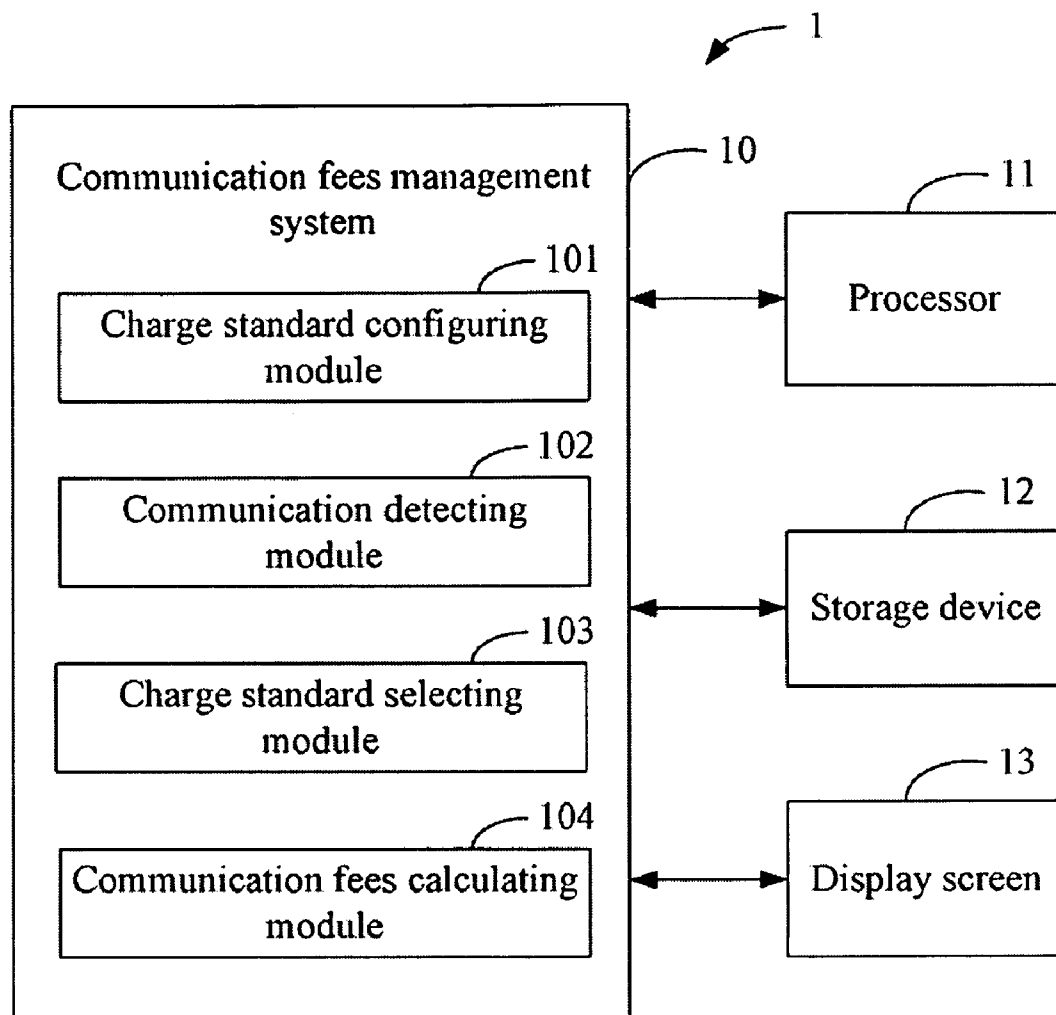 1
Communication fees management
system
10
101
Charge standard configuring
module
102
Communication detecting
module
103
Charge standard selecting
module
104
Communication fees calculating
module
11
Processor
12
Storage device
13
Display screen